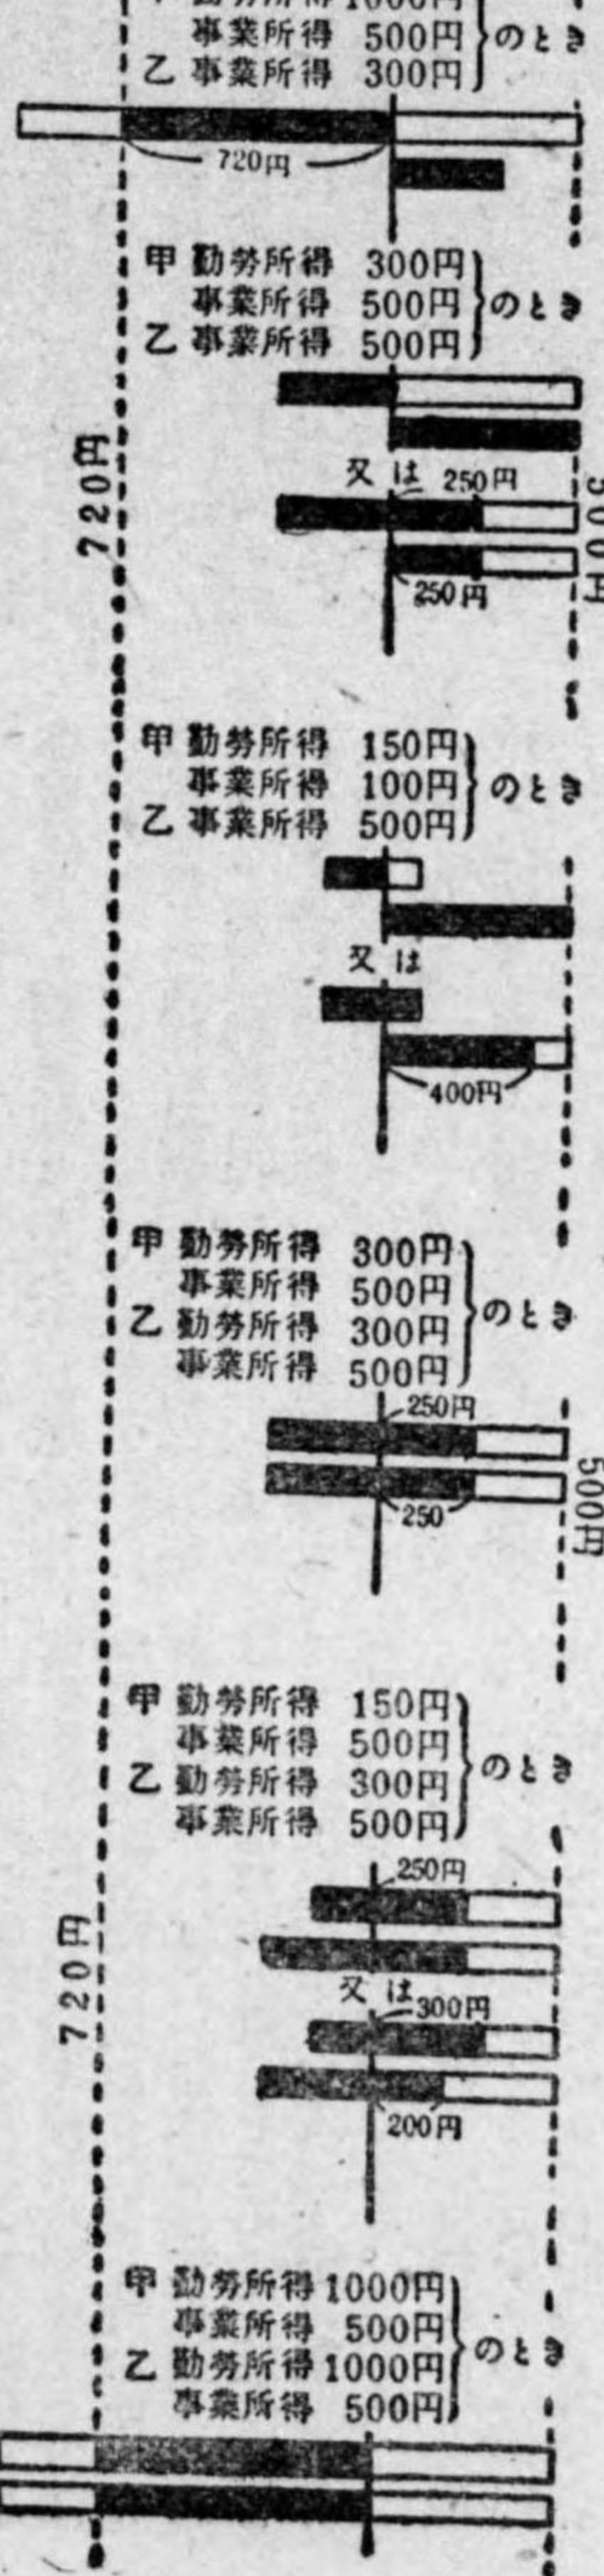 事業所得 500円
乙 事業所得 300円
のとき
720円
甲 勤勞所得 300円
事業所得 500円
乙 事業所得 500円
のとき
又は 250円
250円
720円
甲 勤勞所得 150円
事業所得 100円
乙 事業所得 500円
のとき
又は
400円
甲 勤勞所得 300円
事業所得 500円
乙 勤勞所得 300円
事業所得 500円
のとき
250円
250
500円
甲 勤勞所得 150円
事業所得 500円
乙 勤勞所得 300円
事業所得 500円
のとき
250円
又は 300円
200円
720円
甲 勤勞所得 1000円
事業所得 500円
乙 勤勞所得 1000円
事業所得 500円
のとき